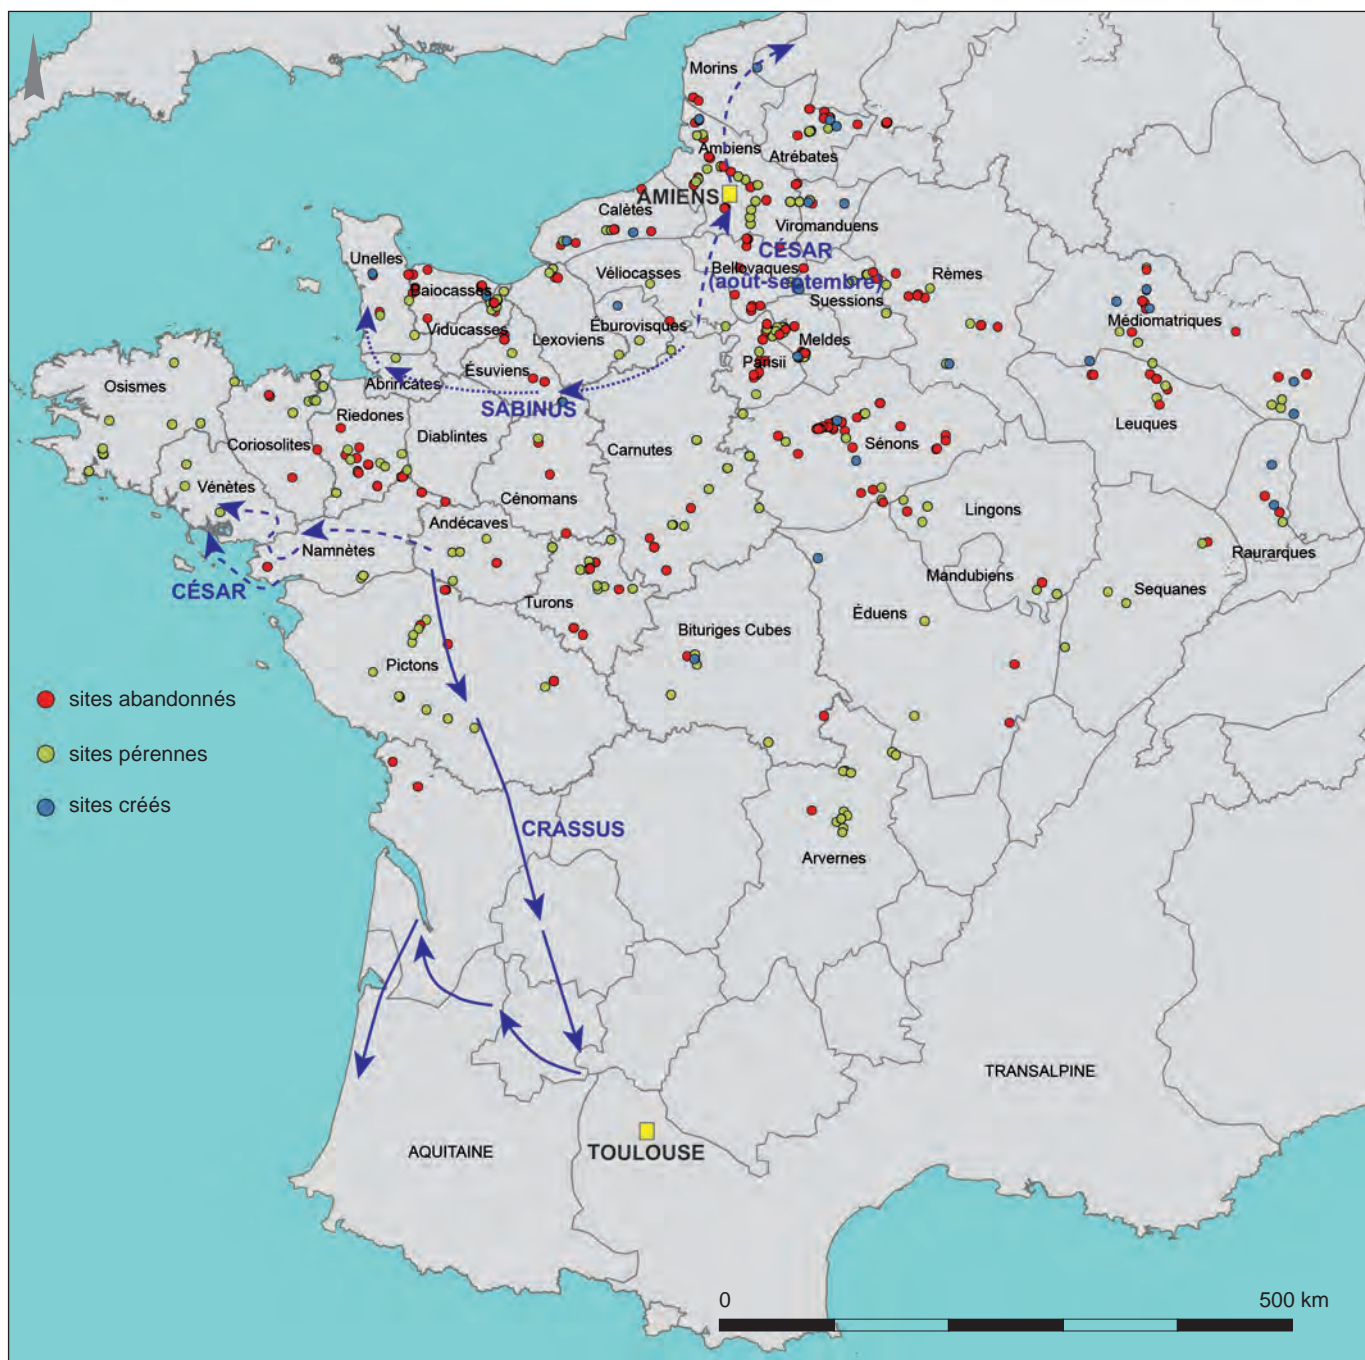 Morins
Ambiens
Atrébates
AMIENS
Calètes
Viromanduens
Unelles
CÉSAR
Bellovaques
(août-septembre)
Véliocasses
Rèmes
Baiocasses
Suessions
Médiomatriques
Viducasses
Éburovisques
Lexoviens
Meldes
Parisii
Ésuviens
Osismes
Abrincates
SABINUS
Riedones
Diablintes
Leuques
Coriosolites
Carnutes
Sénons
Vénètes
Cénomans
Lingons
Andécaves
Namnètes
Raurarques
Mandubiens
Sequanes
CÉSAR
Turons
Éduens
Bituriges Cubes
Pictons
sites abandonnés
sites pérennes
sites créés
CRASSUS
Arvernes
TRANSALPINE
AQUITAINE
TOULOUSE
0 500 km